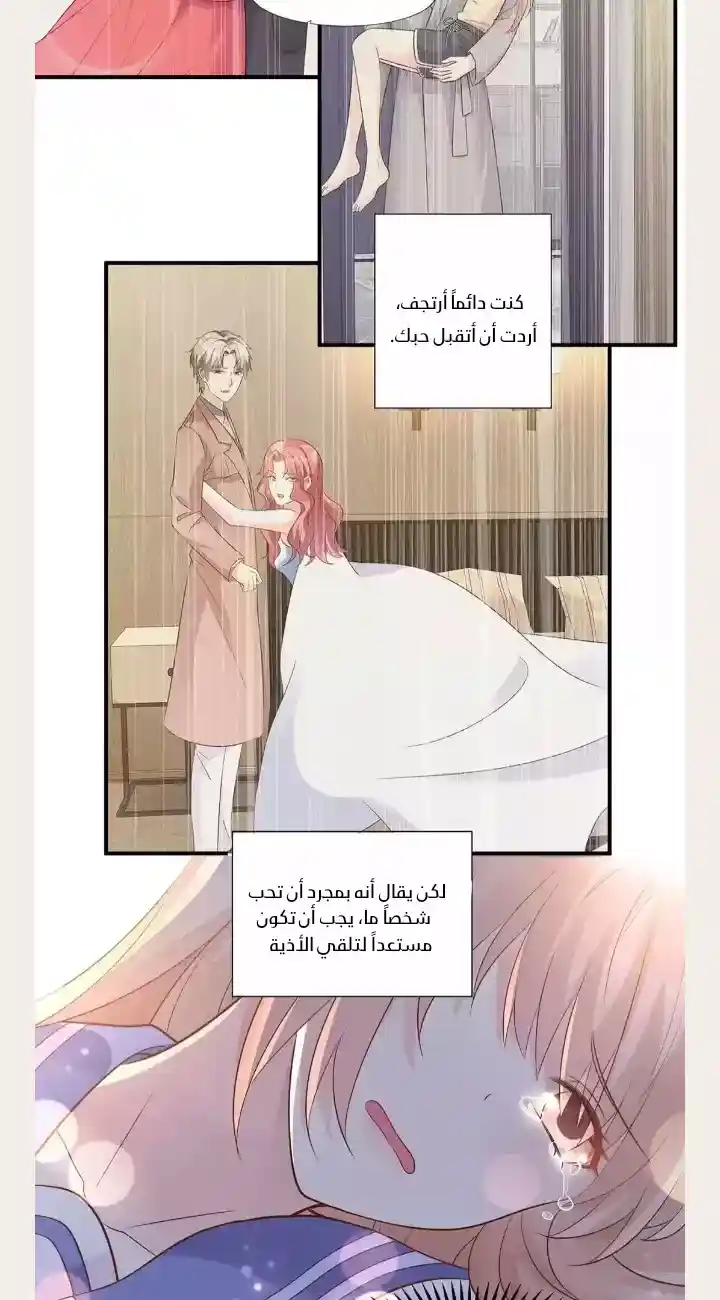 كنت دائماً أرتجف،
أردت أن أتقبل حبك.
لكن يقال أنه بمجرد أن تحب
شخصاً ما، يجب أن تكون
مستعداً لتلقي الأذية